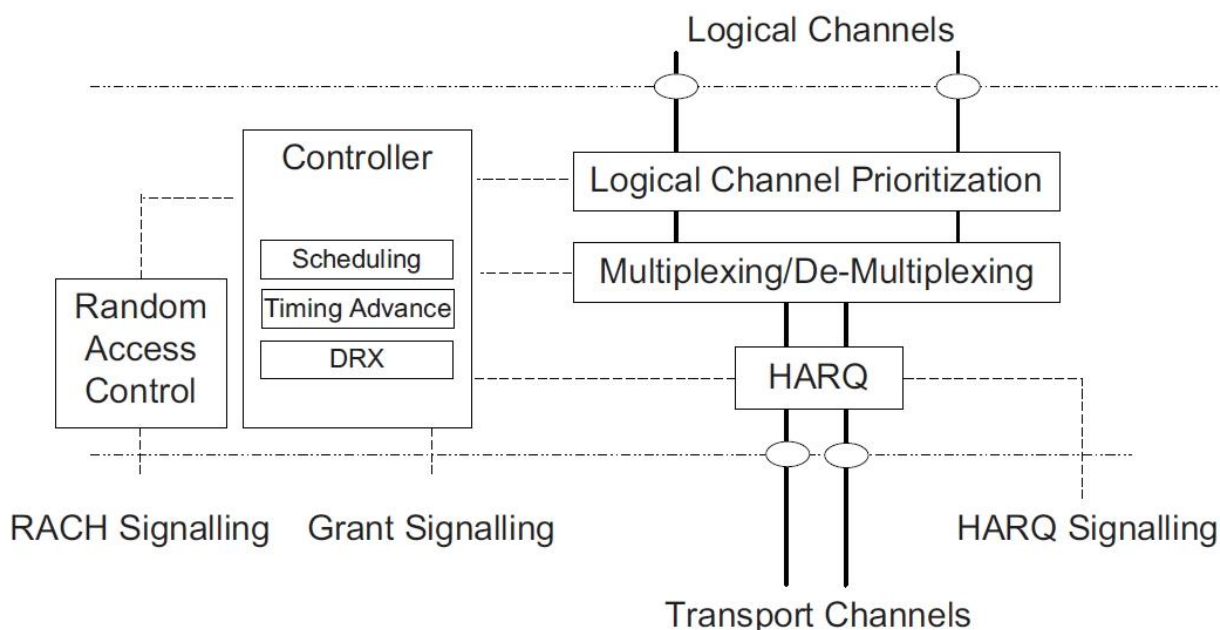 Logical Channels
Controller
Logical Channel Prioritization
Scheduling
Multiplexing/De-Multiplexing
Timing Advance
Random
Access
Control
DRX
HARQ
RACH Signalling
Grant Signalling
HARQ Signalling
Transport Channels